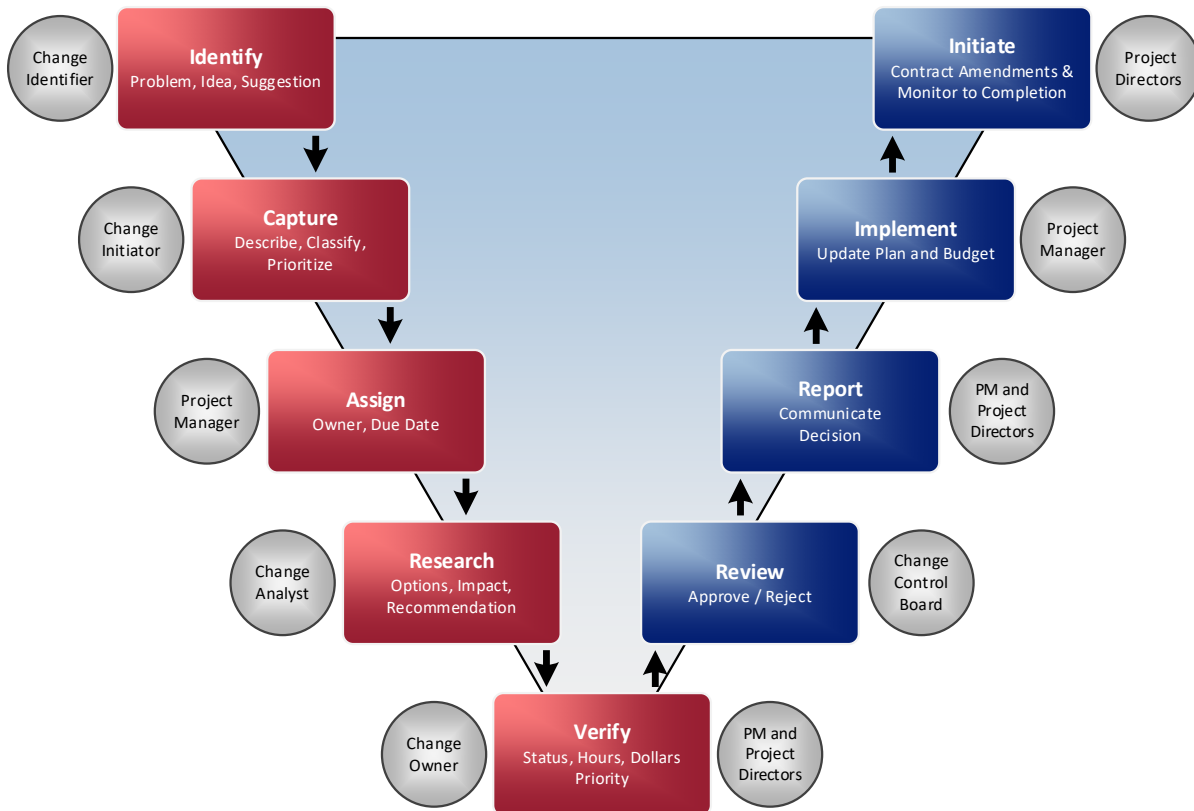 Change
Identifier
Identify
Problem, Idea, Suggestion
Initiate
Contract Amendments &
Monitor to Completion
Project
Directors
Change
Initiator
Capture
Describe, Classify,
Prioritize
Implement
Update Plan and Budget
Project
Manager
Project
Manager
Assign
Owner, Due Date
Report
Communicate
Decision
PM and
Project
Directors
Change
Analyst
Research
Options, Impact,
Recommendation
Review
Approve / Reject
Change
Control
Board
Change
Owner
Verify
Status, Hours, Dollars
Priority
PM and
Project
Directors